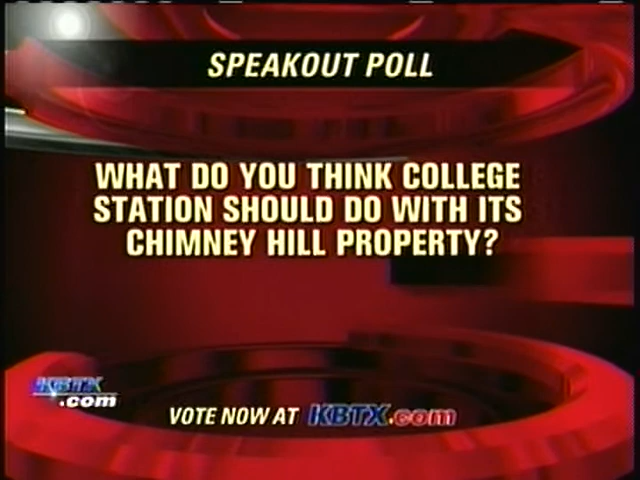 SPEAKOUT POLL
WHAT DO YOU THINK COLLEGE
STATION SHOULD DO WITH ITS
CHIMNEY HILL PROPERTY?
KBTX
.com
VOTE NOW AT KBTX.com